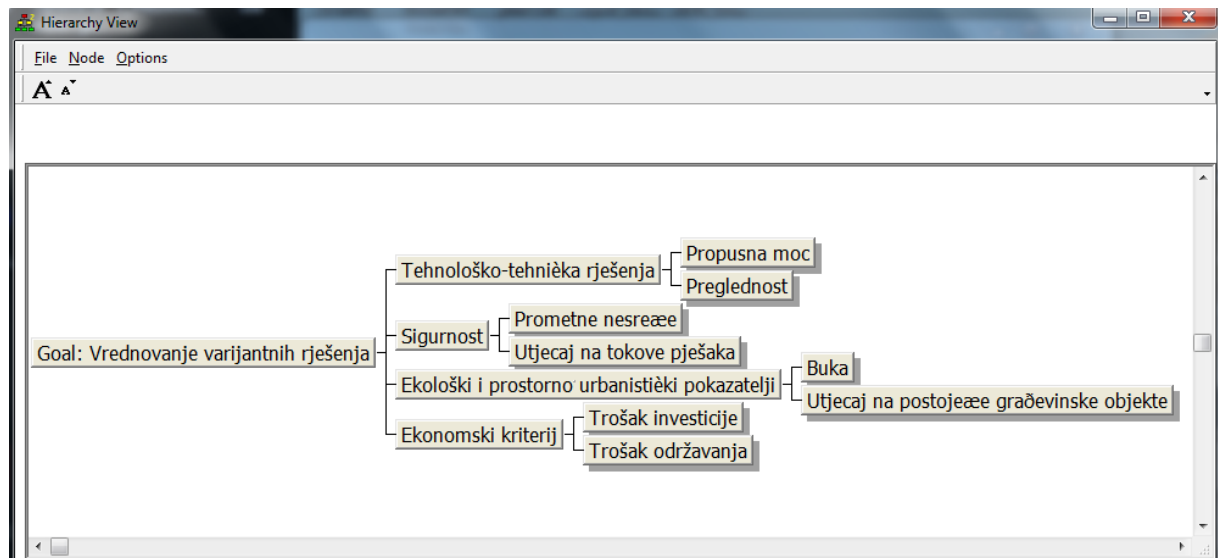 Hierarchy View
File Node Options
A A
Propusna moc
Tehnološko-tehnièka rješenja
Preglednost
Prometne nesreæe
Sigurnost
Utjecaj na tokove pješaka
Goal: Vrednovanje varijantnih rješenja
Buka
Ekološki i prostorno urbanistièki pokazatelji
Utjecaj na postojeæe graðevinske objekte
Trošak investicije
Ekonomski kriterij
Trošak održavanja